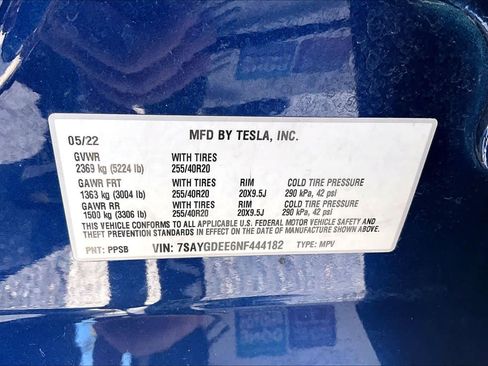 05/22 MFD BY TESLA, INC.
GVWR WITH TIRES
2369 kg (5224 lb) 255/40R20
GAWR FRT WITH TIRES RIM COLD TIRE PRESSURE
1363 kg (3004 lb) 255/40R20 20X9.5J 290 kPa, 42 psi
GAWR RR WITH TIRES RIM COLD TIRE PRESSURE
1500 kg (3306 lb) 255/40R20 20X9.5J 290 kPa, 42 psi
THIS VEHICLE CONFORMS TO ALL APPLICABLE U.S. FEDERAL MOTOR VEHICLE SAFETY AND
THEFT PREVENTION STANDARDS IN EFFECT ON THE DATE OF MANUFACTURE SHOWN ABOVE.
PNT: PPSB VIN: 7SAYGDEE6NF444182 TYPE: MPV